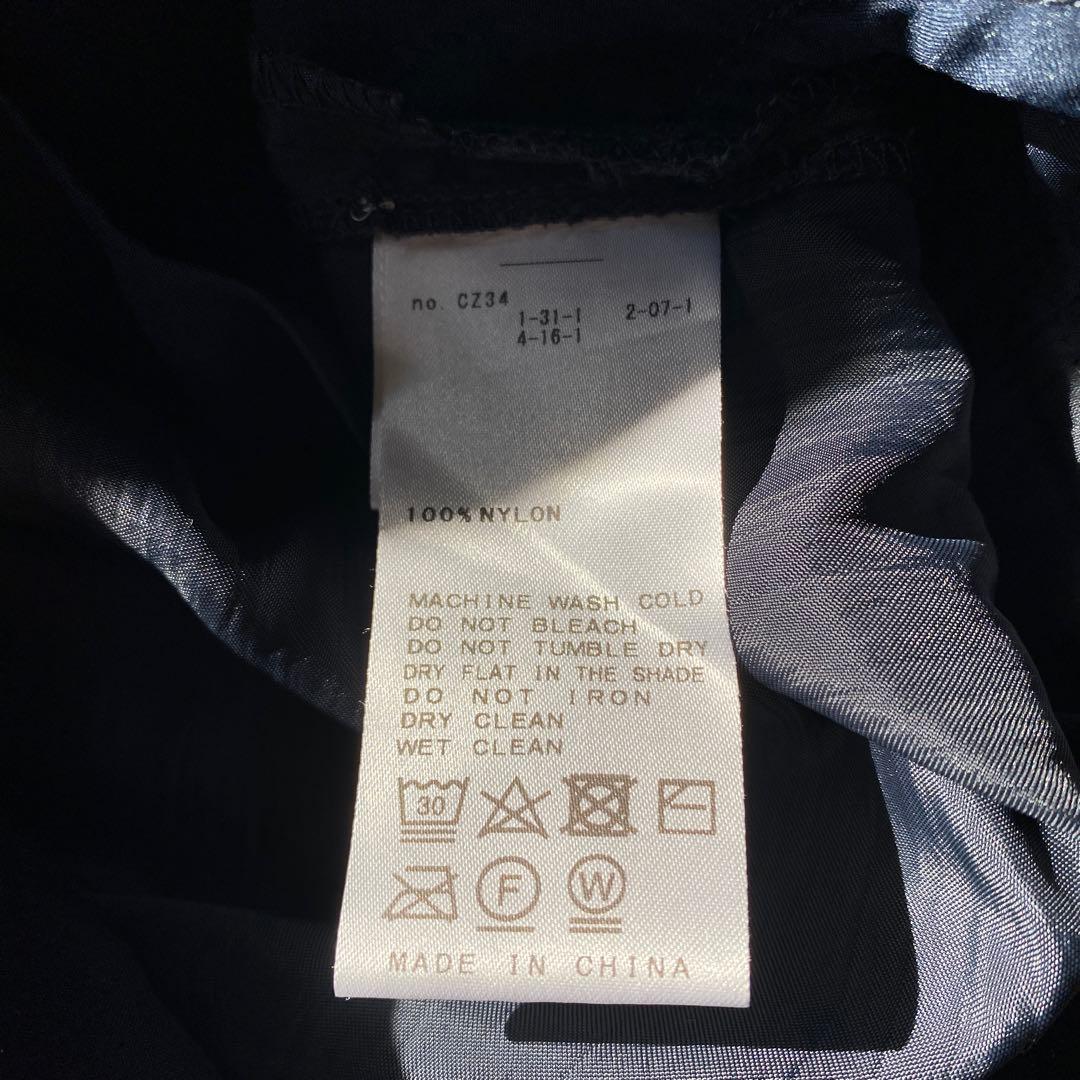 no. CZ34
1-31-1 2-07-1
4-16-1
100% NYLON
MACHINE WASH COLD
DO NOT BLEACH
DO NOT TUMBLE DRY
DRY FLAT IN THE SHADE
DO NOT IRON
DRY CLEAN
WET CLEAN
30
F W
MADE IN CHINA